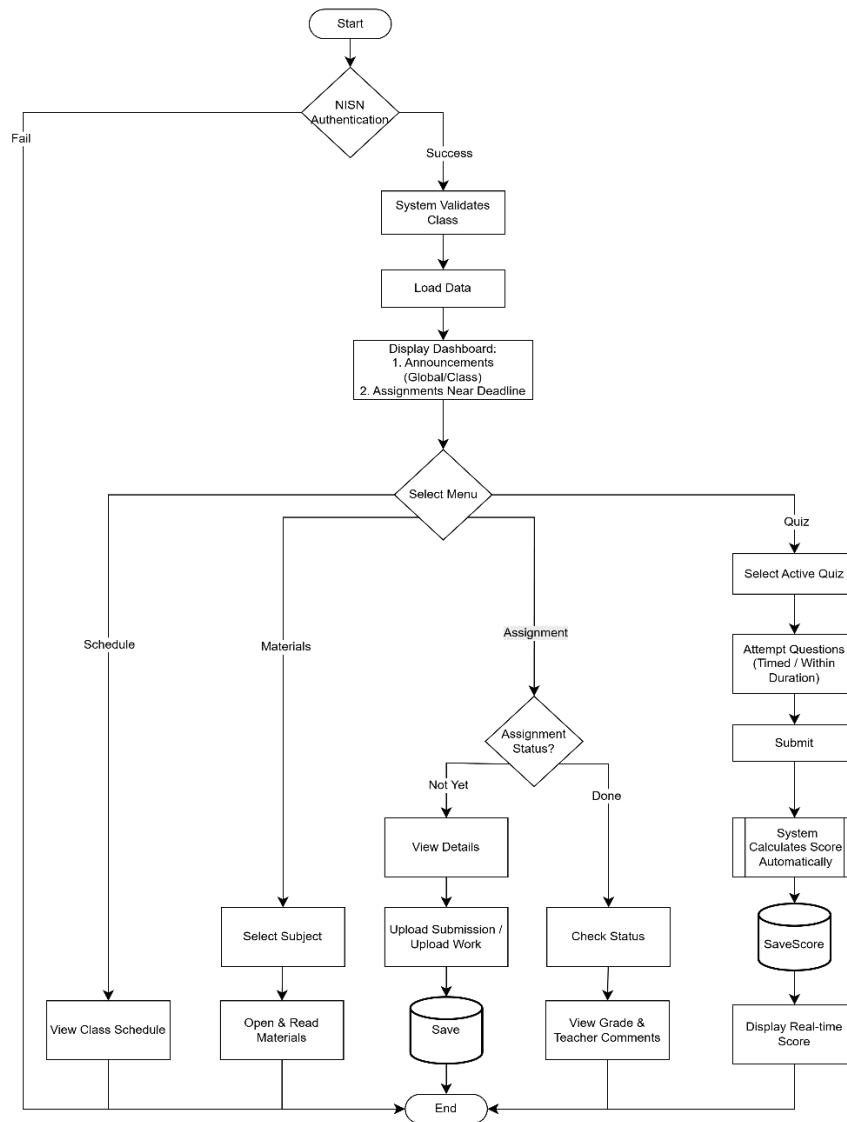 Start
NISN
Authentication
Fail
Success
System Validates
Class
Load Data
Display Dashboard:
1. Announcements
(Global/Class)
2. Assignments Near Deadline
Select Menu
Schedule
Materials
Assignment
Quiz
Select Active Quiz
Attempt Questions
(Timed / Within
Duration)
Submit
System
Calculates Score
Automatically
SaveScore
Display Real-time
Score
Assignment
Status?
Not Yet
Done
View Details
Upload Submission /
Upload Work
Save
Check Status
View Grade &
Teacher Comments
Select Subject
Open & Read
Materials
View Class Schedule
End